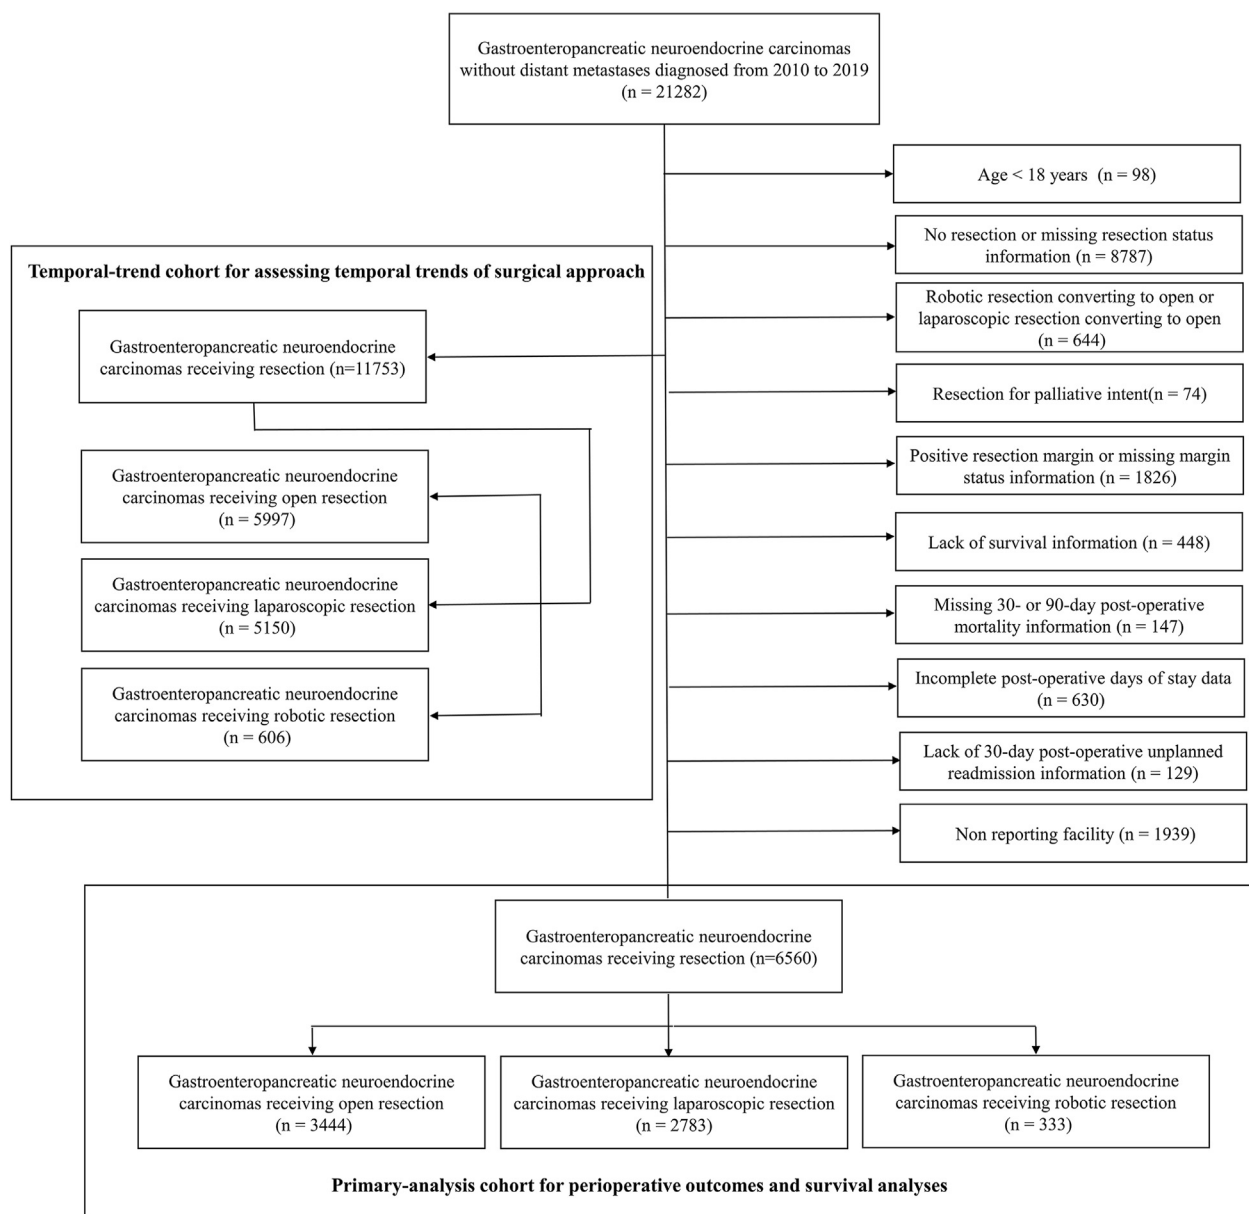 Gastroenteropancreatic neuroendocrine carcinomas
without distant metastases diagnosed from 2010 to 2019
(n = 21282)
Age < 18 years (n = 98)
No resection or missing resection status
information (n = 8787)
Robotic resection converting to open or
laparoscopic resection converting to open
(n = 644)
Resection for palliative intent(n = 74)
Positive resection margin or missing margin
status information (n = 1826)
Lack of survival information (n = 448)
Missing 30- or 90-day post-operative
mortality information (n = 147)
Incomplete post-operative days of stay data
(n = 630)
Lack of 30-day post-operative unplanned
readmission information (n = 129)
Non reporting facility (n = 1939)
Temporal-trend cohort for assessing temporal trends of surgical approach
Gastroenteropancreatic neuroendocrine
carcinomas receiving resection (n=11753)
Gastroenteropancreatic neuroendocrine
carcinomas receiving open resection
(n = 5997)
Gastroenteropancreatic neuroendocrine
carcinomas receiving laparoscopic resection
(n = 5150)
Gastroenteropancreatic neuroendocrine
carcinomas receiving robotic resection
(n = 606)
Gastroenteropancreatic neuroendocrine
carcinomas receiving resection (n=6560)
Gastroenteropancreatic neuroendocrine
carcinomas receiving open resection
(n = 3444)
Gastroenteropancreatic neuroendocrine
carcinomas receiving laparoscopic resection
(n = 2783)
Gastroenteropancreatic neuroendocrine
carcinomas receiving robotic resection
(n = 333)
Primary-analysis cohort for perioperative outcomes and survival analyses